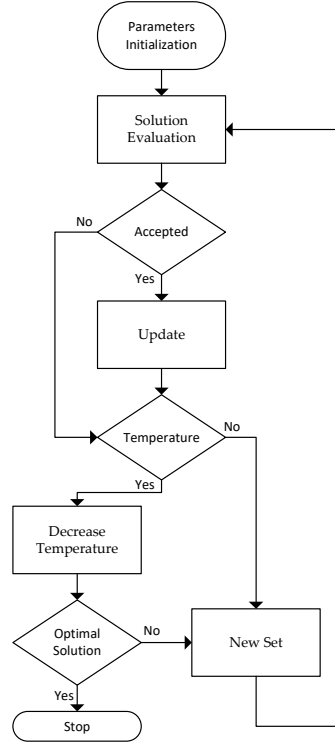 Parameters
Initialization
Solution
Evaluation
No
Accepted
Yes
Update
Temperature
No
Yes
Decrease
Temperature
Optimal
Solution
No
New Set
Yes
Stop